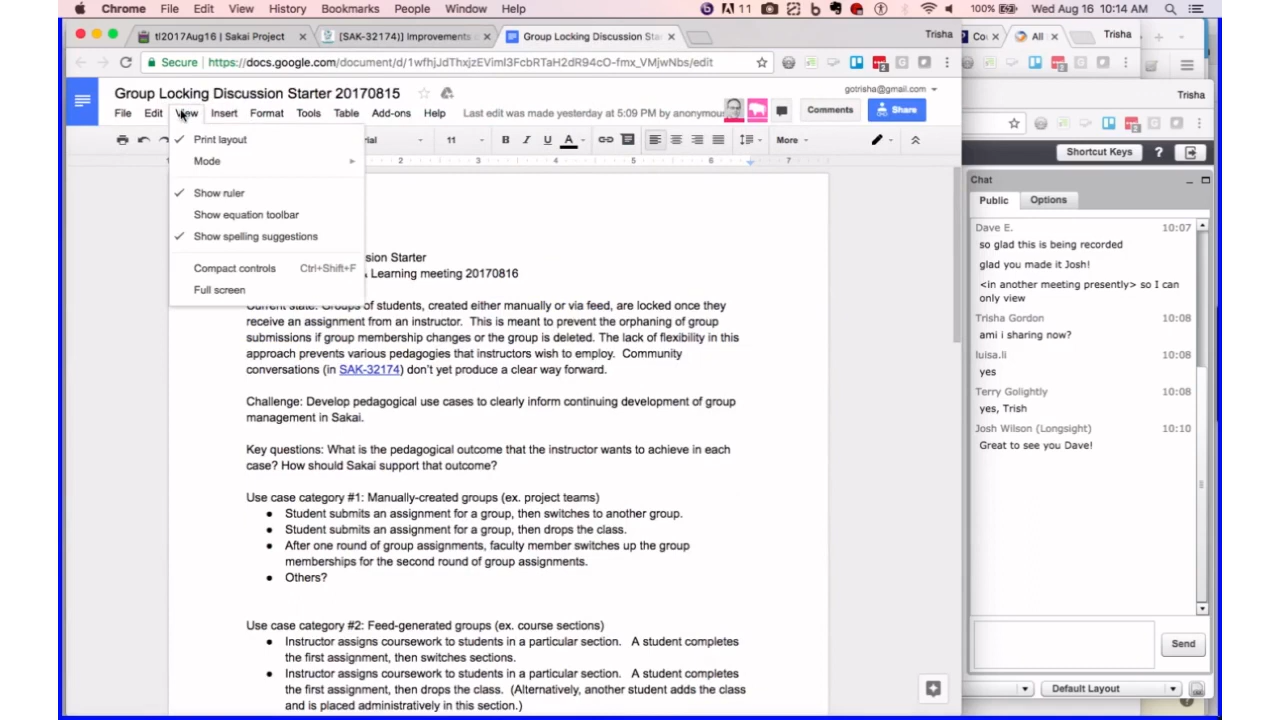 Chrome File Edit View History Bookmarks People Window Help
11 100% Wed Aug 16 10:14 AM
tl2017Aug16 | Sakai Project
[SAK-32174)] Improvements
Group Locking Discussion Star
Trisha
Co
All
Trisha
Secure | https://docs.google.com/document/d/1wfhjJdThxjzEViml3FcbRTaH2dR94cO-fmx_VMjwNbs/edit
Group Locking Discussion Starter 20170815
gotrisha@gmail.com
Trisha
File Edit View Insert Format Tools Table Add-ons Help
Last edit was made yesterday at 5:09 PM by anonymou
Comments
Share
11 B I U A More
2 3 4 5 6 7
Print layout
Mode
Show ruler
Show equation toolbar
Show spelling suggestions
Compact controls Ctrl+Shift+F
Full screen
sion Starter
& Learning meeting 20170816
Current state: Groups of students, created either manually or via feed, are locked once they
receive an assignment from an instructor. This is meant to prevent the orphaning of group
submissions if group membership changes or the group is deleted. The lack of flexibility in this
approach prevents various pedagogies that instructors wish to employ. Community
conversations (in SAK-32174) don't yet produce a clear way forward.
Challenge: Develop pedagogical use cases to clearly inform continuing development of group
management in Sakai.
Key questions: What is the pedagogical outcome that the instructor wants to achieve in each
case? How should Sakai support that outcome?
Use case category #1: Manually-created groups (ex. project teams)
● Student submits an assignment for a group, then switches to another group.
● Student submits an assignment for a group, then drops the class.
● After one round of group assignments, faculty member switches up the group
memberships for the second round of group assignments.
● Others?
Use case category #2: Feed-generated groups (ex. course sections)
● Instructor assigns coursework to students in a particular section. A student completes
the first assignment, then switches sections.
● Instructor assigns coursework to students in a particular section. A student completes
the first assignment, then drops the class. (Alternatively, another student adds the class
and is placed administratively in this section.)
Shortcut Keys ?
Chat
Public Options
Dave E. 10:07
so glad this is being recorded
glad you made it Josh!
<in another meeting presently> so I can
only view
Trisha Gordon 10:08
ami i sharing now?
luisa.li 10:08
yes
Terry Golightly 10:08
yes, Trish
Josh Wilson (Longsight) 10:10
Great to see you Dave!
Send
Default Layout